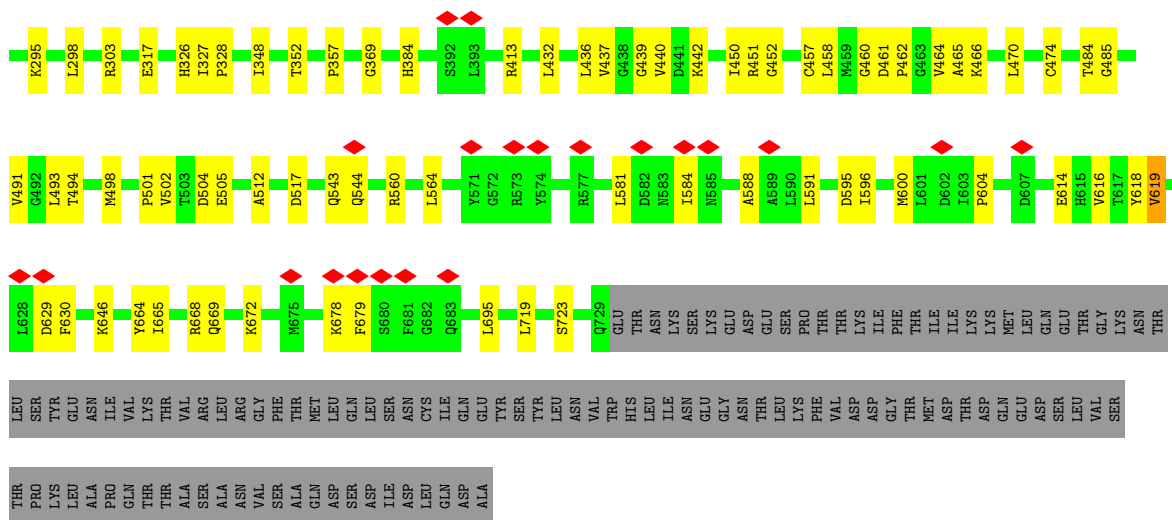 K295 L298 R303 E317 H326 I327 P328 I348 T352 P357 G369 H384 S392 L393 R413 L432 L436 V437 G438 G439 V440 D441 K442 I450 R451 G452 C457 L458 M459 G460 D461 P462 G463 V464 A465 K466 L470 C474 T484 G485
V491 G492 L493 T494 M498 P501 V502 T503 D504 E505 A512 D517 Q543 Q544 R560 L564 Y571 G572 R573 Y574 R577 L581 D582 N583 I584 N585 A588 A589 L590 L591 D595 I596 M600 L601 D602 I603 P604 D607 E614 H615 V616 T617 Y618 V619
L628 D629 F630 K646 Y664 I665 R668 Q669 K672 M675 K678 F679 S680 F681 G682 Q683 L695 L719 S723 Q729 GLU THR ASN LYS SER LYS GLU ASP GLU SER PRO THR THR LYS ILE PHE THR ILE ILE LYS LYS MET LEU GLN GLU THR GLY LYS ASN THR
LEU SER TYR GLU ASN ILE VAL LYS THR VAL ARG LEU ARG GLY PHE THR MET LEU GLN LEU SER ASN CYS ILE GLN GLU TYR SER TYR LEU ASN VAL TRP HIS LEU ILE ASN GLU GLY ASN THR LEU LYS PHE VAL ASP ASP GLY THR MET ASP THR ASP GLN GLU ASP SER LEU VAL SER
THR PRO LYS LEU ALA PRO GLN THR THR ALA SER ALA ASN VAL SER ALA GLN ASP SER ASP ILE ASP LEU GLN ASP ALA